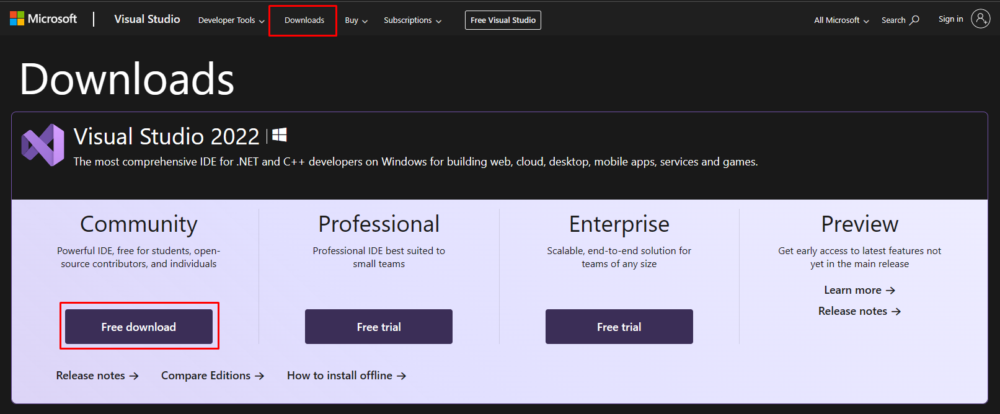 Microsoft Visual Studio Developer Tools Downloads Buy Subscriptions Free Visual Studio All Microsoft Search Sign in
Downloads
Visual Studio 2022
The most comprehensive IDE for .NET and C++ developers on Windows for building web, cloud, desktop, mobile apps, services and games.
Community
Powerful IDE, free for students, open-
source contributors, and individuals
Free download
Professional
Professional IDE best suited to
small teams
Free trial
Enterprise
Scalable, end-to-end solution for
teams of any size
Free trial
Preview
Get early access to latest features not
yet in the main release
Learn more →
Release notes →
Release notes → Compare Editions → How to install offline →